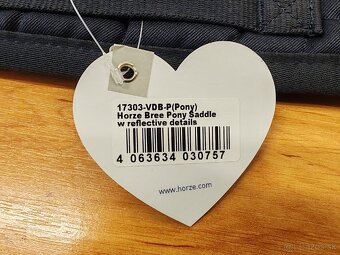 17303-VDB-P(Pony)
Horze Bree Pony Saddle
w reflective details
4 063634 030757
www.horze.com